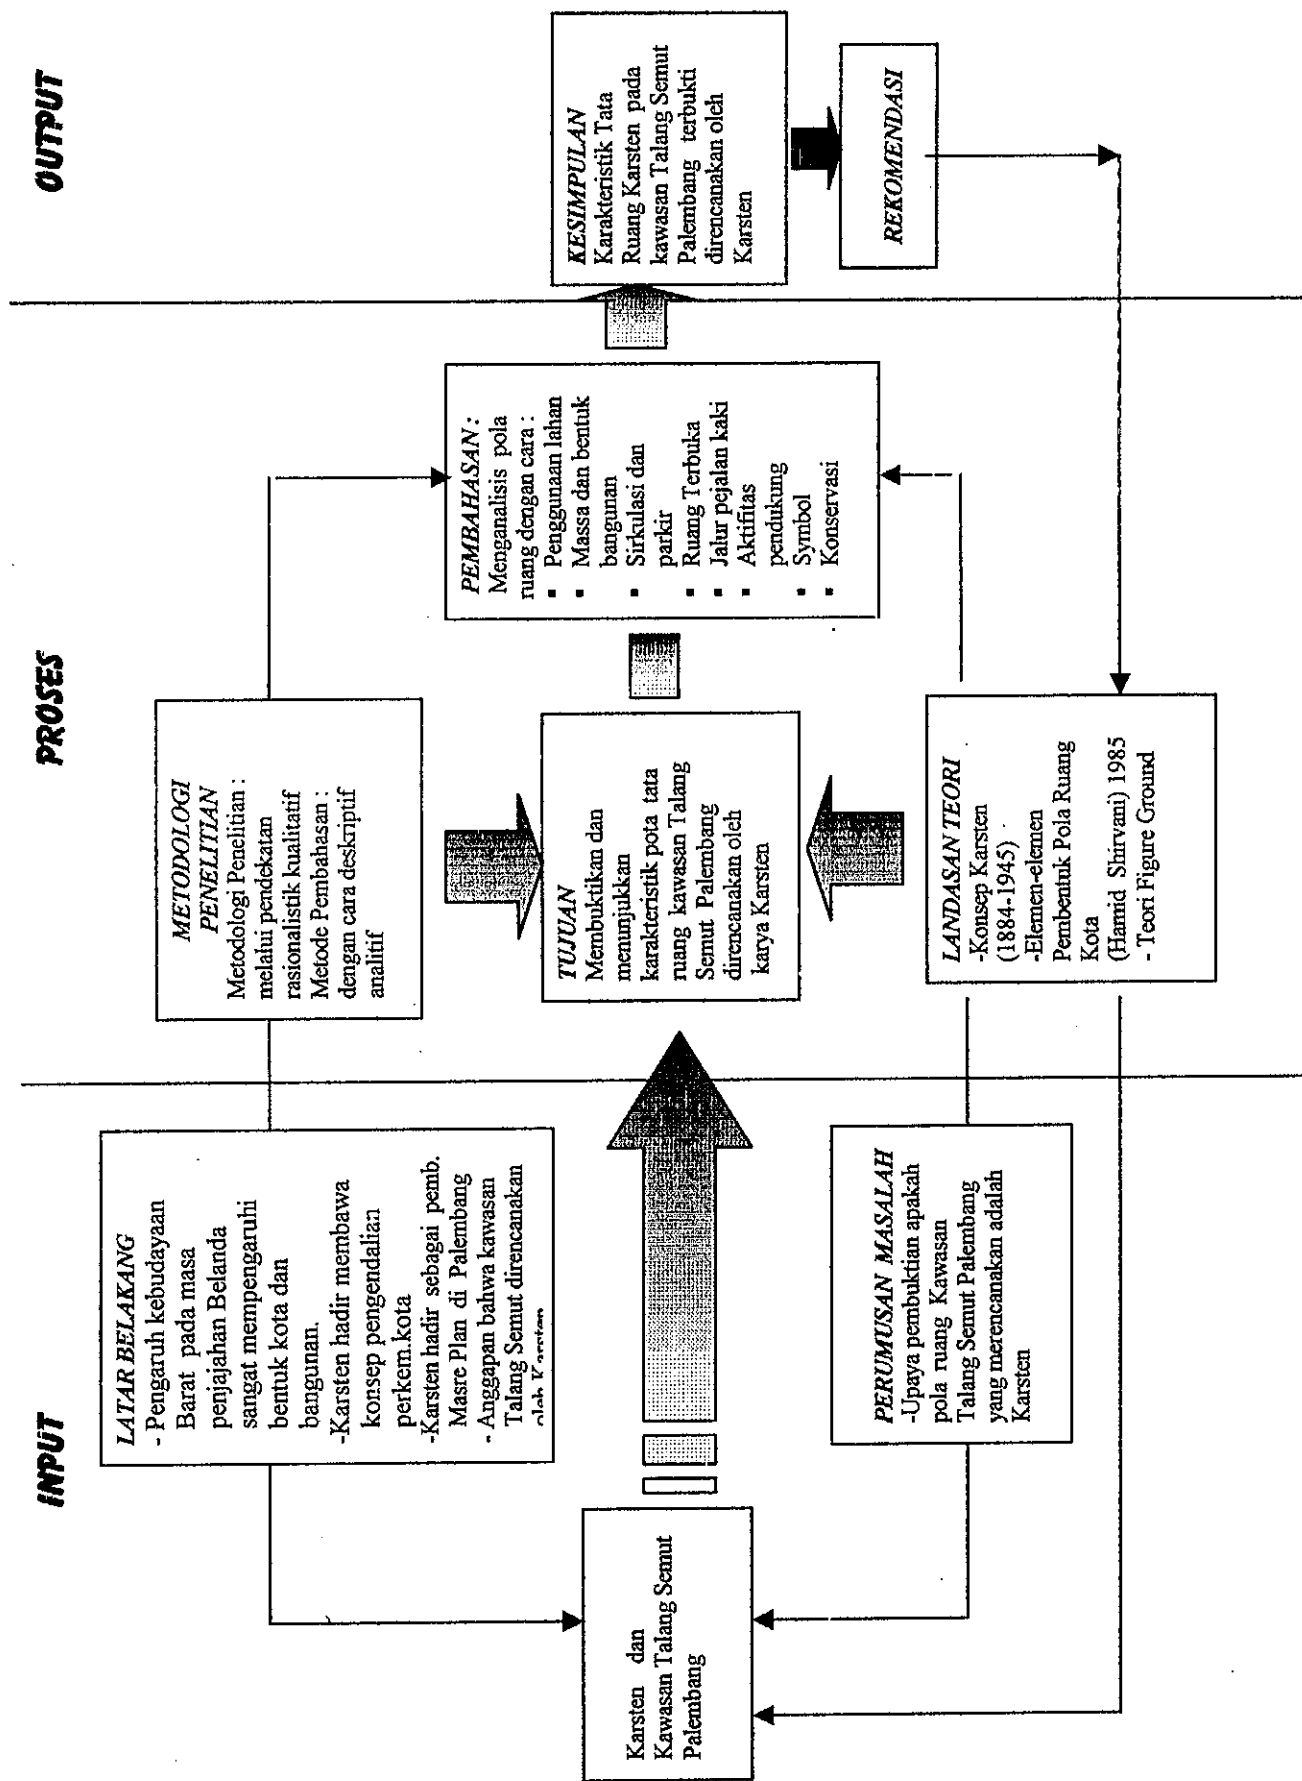 INPUT
PROSES
OUTPUT
LATAR BELAKANG
- Pengaruh kebudayaan
Barat pada masa
penjajahan Belanda
sangat mempengaruhi
bentuk kota dan
bangunan.
-Karsten hadir membawa
konsep pengendalian
perkem.kota
-Karsten hadir sebagai pemb.
Masre Plan di Palembang
- Anggapan bahwa kawasan
Talang Semut direncanakan
oleh Karsten
Karsten dan
Kawasan Talang Semut
Palembang
PERUMUSAN MASALAH
-Upaya pembuktian apakah
pola ruang Kawasan
Talang Semut Palembang
yang merencanakan adalah
Karsten
METODOLOGI
PENELITIAN
Metodologi Penelitian :
melalui pendekatan
rasionalistik kualitatif
Metode Pembahasan :
dengan cara deskriptif
analitif
TUJUAN
Membuktikan dan
menunjukkan
karakteristik pota tata
ruang kawasan Talang
Semut Palembang
direncanakan oleh
karya Karsten
LANDASAN TEORI
-Konsep Karsten
(1884-1945)
-Elemen-elemen
Pembentuk Pola Ruang
Kota
(Hamid Shirvani) 1985
- Teori Figure Ground
PEMBAHASAN :
Menganalisis pola
ruang dengan cara :
▪ Penggunaan lahan
▪ Massa dan bentuk
bangunan
▪ Sirkulasi dan
parkir
▪ Ruang Terbuka
▪ Jalur pejalan kaki
▪ Aktifitas
pendukung
▪ Symbol
▪ Konservasi
KESIMPULAN
Karakteristik Tata
Ruang Karsten pada
kawasan Talang Semut
Palembang terbukti
direncanakan oleh
Karsten
REKOMENDASI